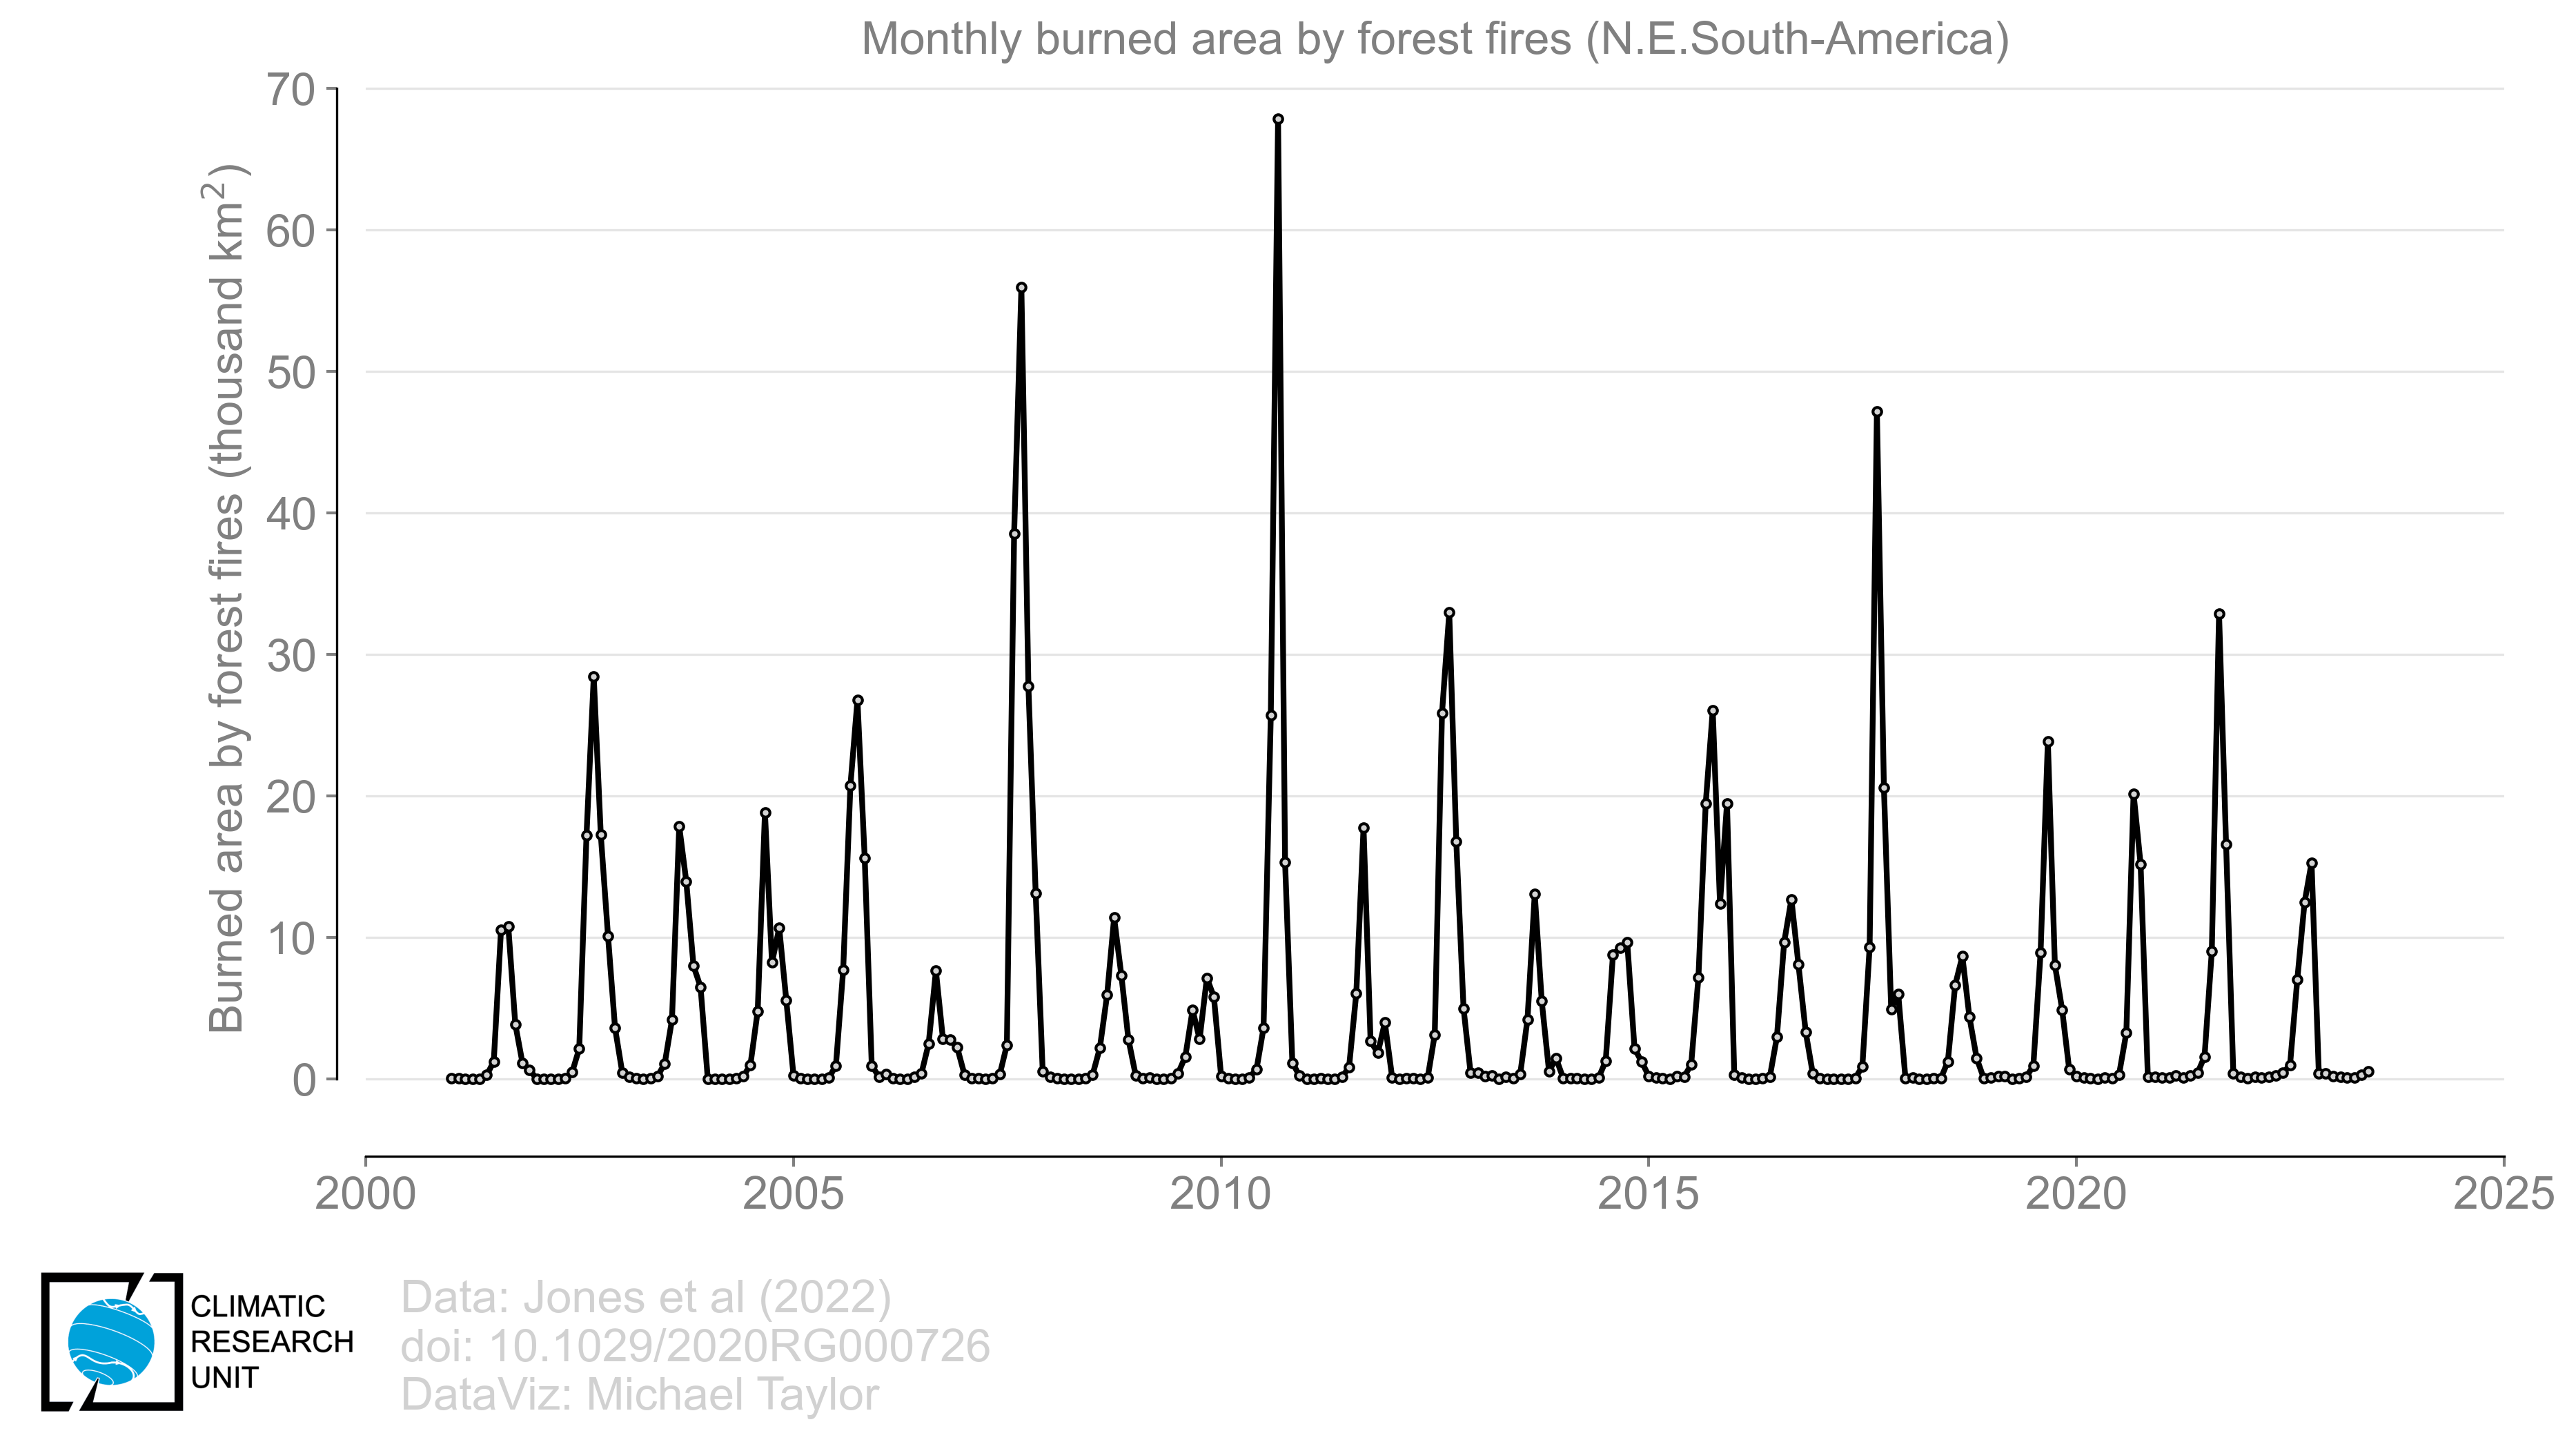 Monthly burned area by forest fires (N.E.South-America)
Burned area by forest fires (thousand km²)
70
60
50
40
30
20
10
0
2000
2005
2010
2015
2020
2025
CLIMATIC
RESEARCH
UNIT
Data: Jones et al (2022)
doi: 10.1029/2020RG000726
DataViz: Michael Taylor